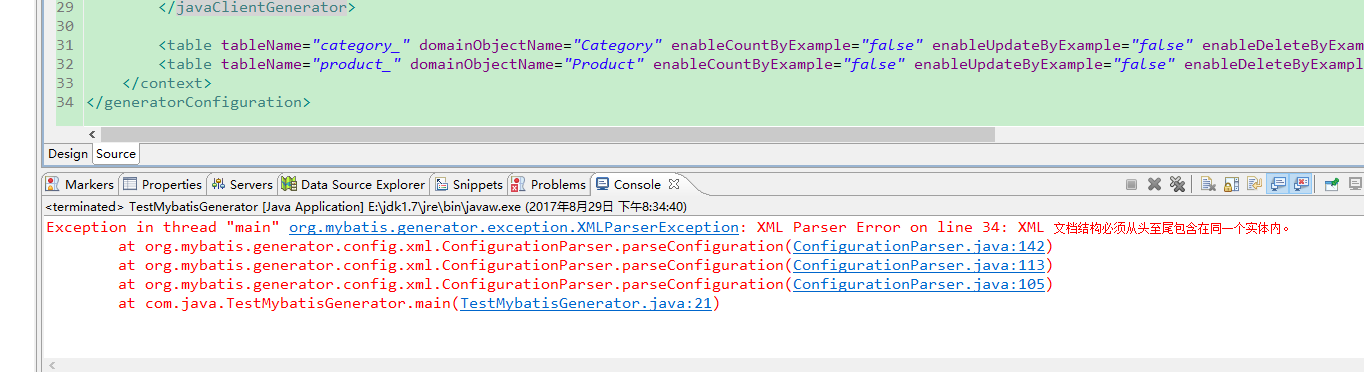 29 </javaClientGenerator>
30
31 <table tableName="category_" domainObjectName="Category" enableCountByExample="false" enableUpdateByExample="false" enableDeleteByExam
32 <table tableName="product_" domainObjectName="Product" enableCountByExample="false" enableUpdateByExample="false" enableDeleteByExampl
33 </context>
34 </generatorConfiguration>
Design Source
Markers Properties Servers Data Source Explorer Snippets Problems Console
<terminated> TestMybatisGenerator [Java Application] E:\jdk1.7\jre\bin\javaw.exe (2017年8月29日 下午8:34:40)
Exception in thread "main" org.mybatis.generator.exception.XMLParserException: XML Parser Error on line 34: XML 文档结构必须从头至尾包含在同一个实体内。
at org.mybatis.generator.config.xml.ConfigurationParser.parseConfiguration(ConfigurationParser.java:142)
at org.mybatis.generator.config.xml.ConfigurationParser.parseConfiguration(ConfigurationParser.java:113)
at org.mybatis.generator.config.xml.ConfigurationParser.parseConfiguration(ConfigurationParser.java:105)
at com.java.TestMybatisGenerator.main(TestMybatisGenerator.java:21)